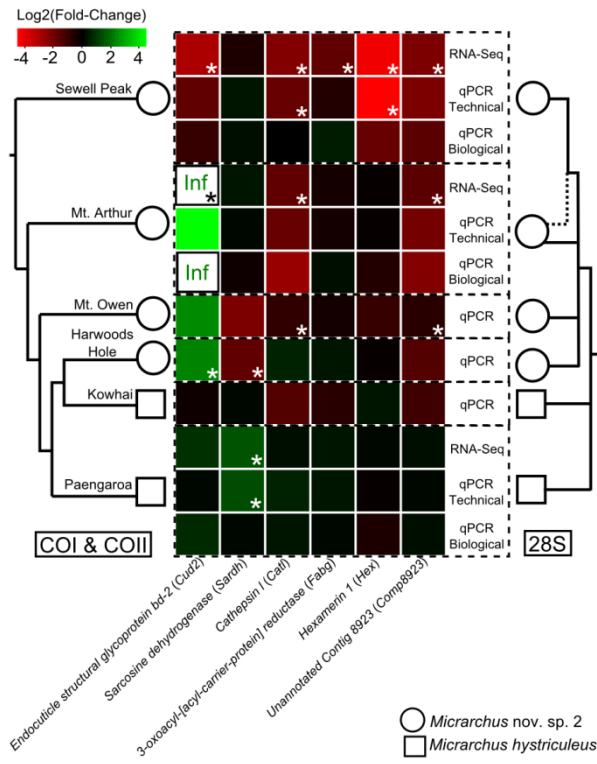 Log2(Fold-Change)
-4 -2 0 2 4
Sewell Peak
RNA-Seq
qPCR
Technical
qPCR
Biological
Mt. Arthur
Inf
*
RNA-Seq
qPCR
Technical
Inf
qPCR
Biological
Mt. Owen
qPCR
Harwoods
Hole
qPCR
Kowhai
qPCR
Paengaroa
RNA-Seq
qPCR
Technical
qPCR
Biological
COI & COII
28S
Endocuticle structural glycoprotein bd-2 (Cud2)
Sarcosine dehydrogenase (Sardh)
Cathepsin l (Catl)
3-oxoacyl-[acyl-carrier-protein] reductase (Fabg)
Hexamerin 1 (Hex)
Unannotated Contig 8923 (Comp8923)
Micrarchus nov. sp. 2
Micrarchus hystriculeus